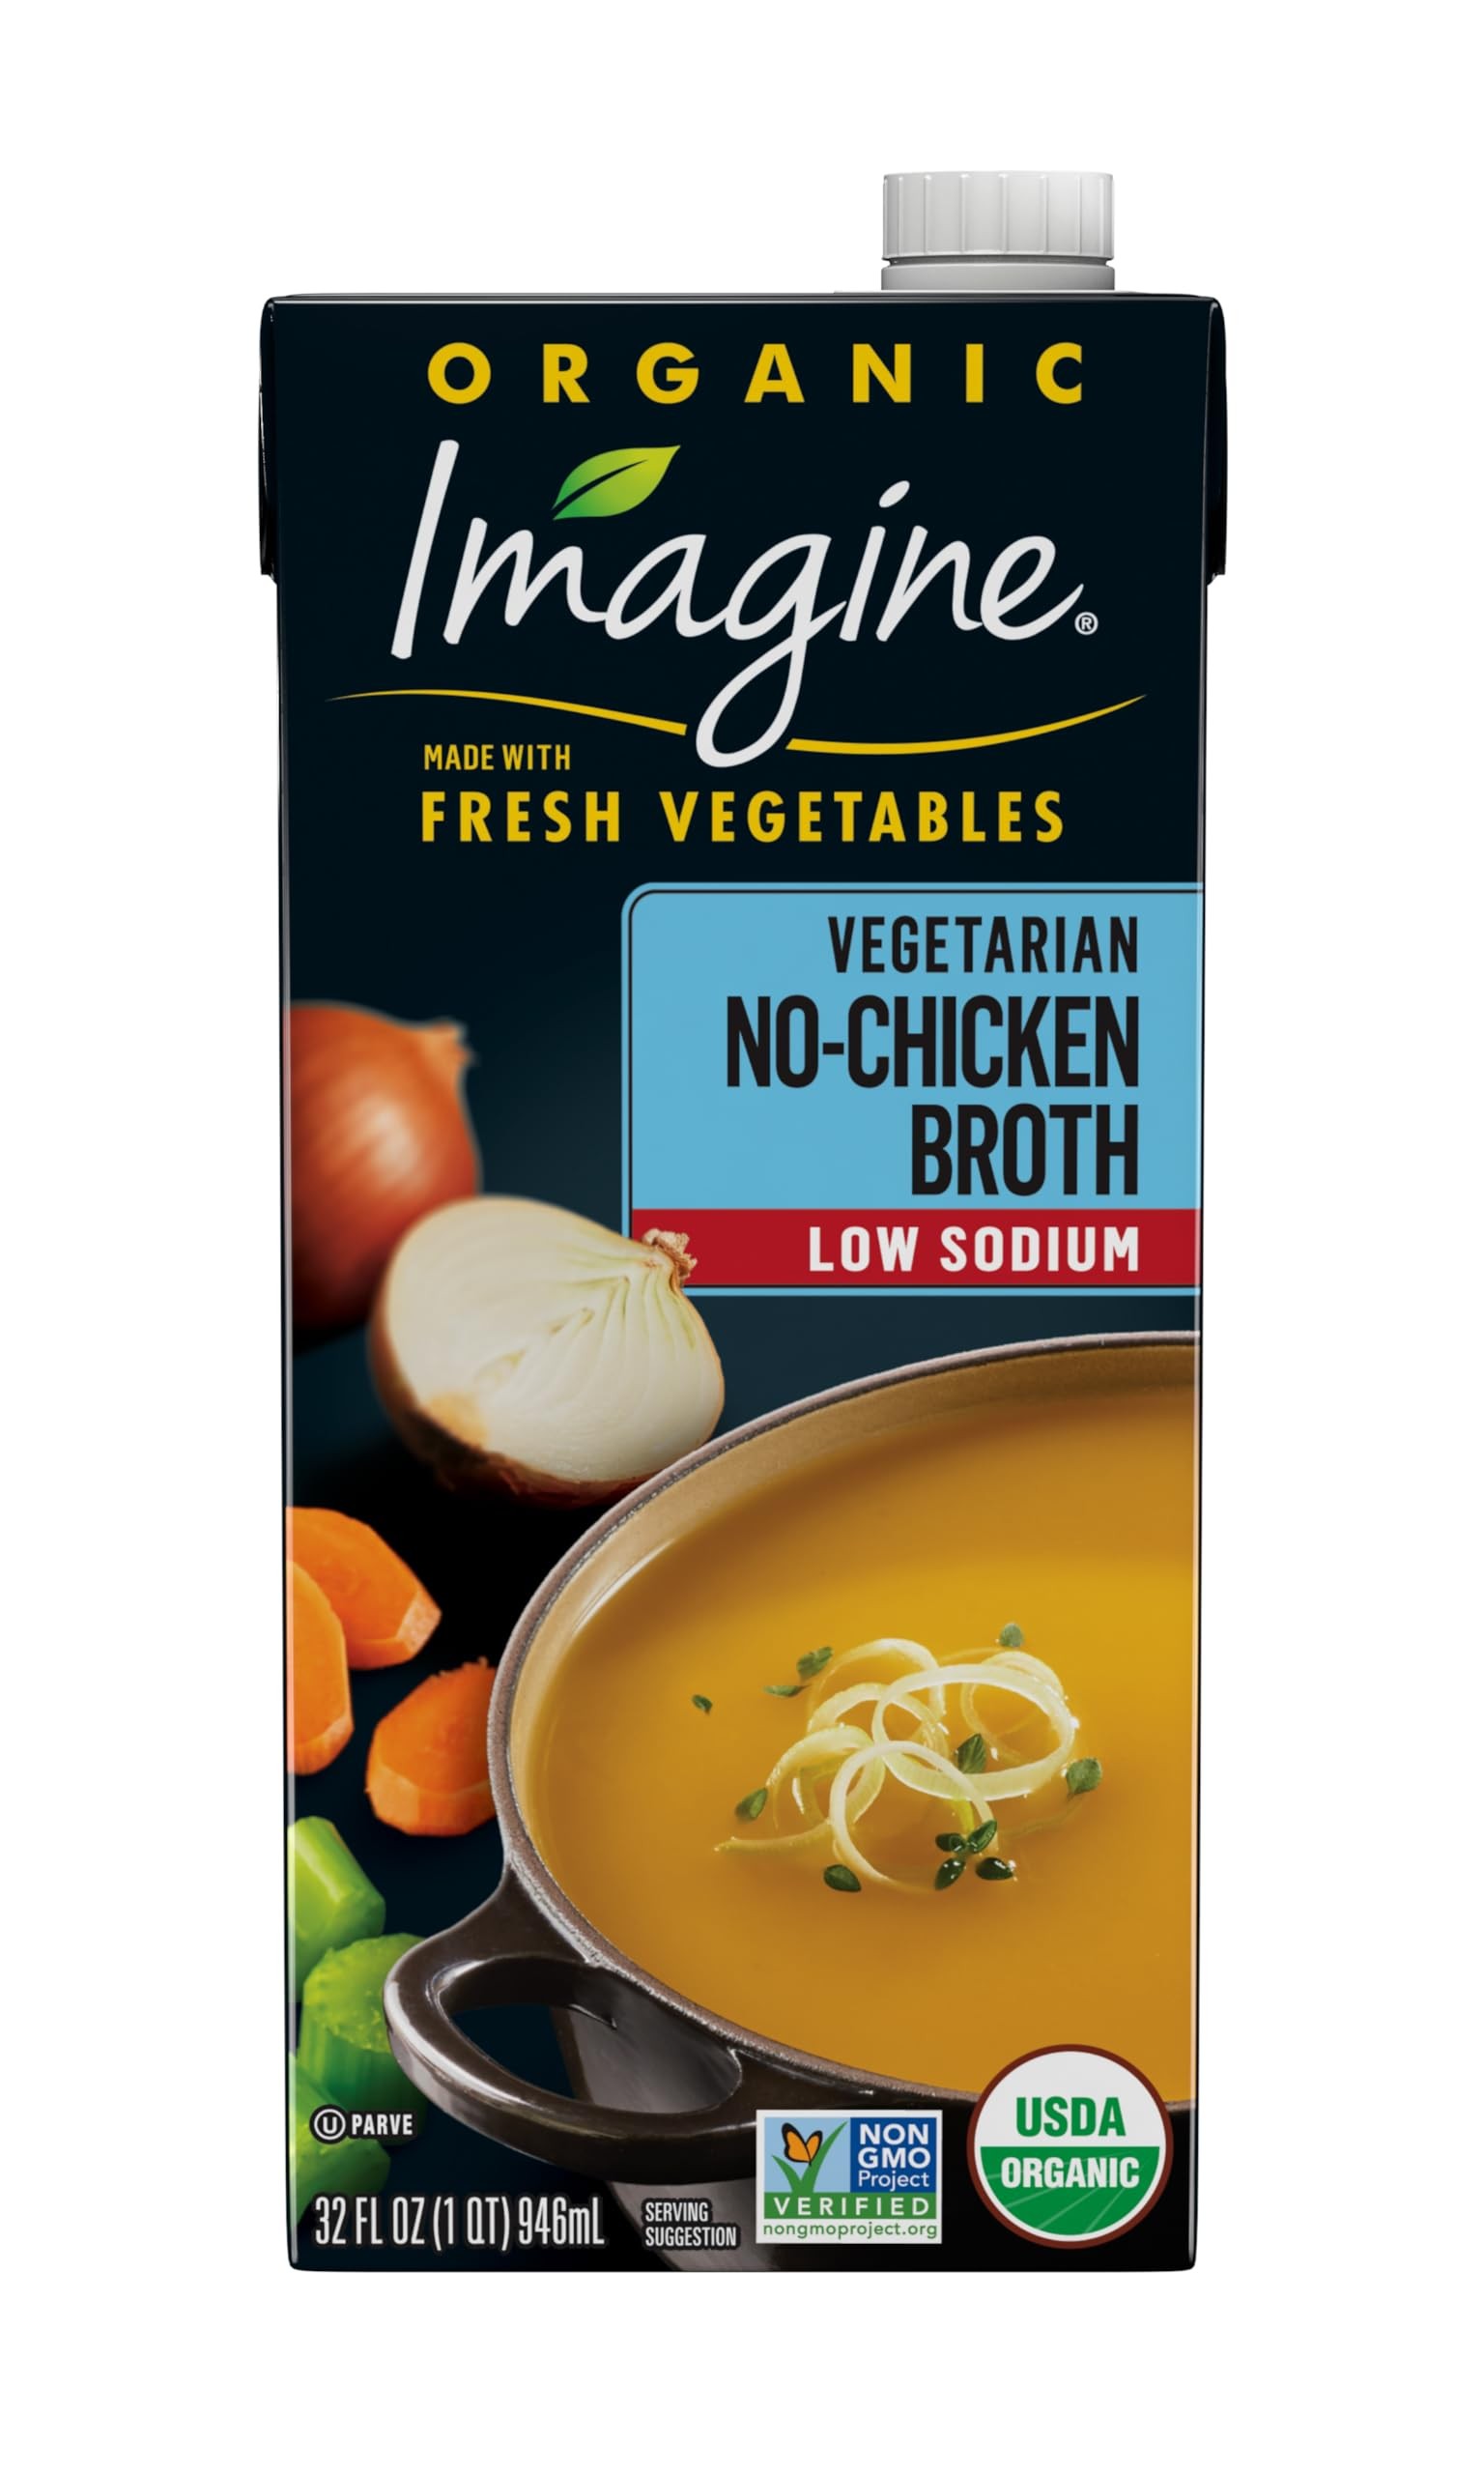 ORGANIC
Imagine®
MADE WITH
FRESH VEGETABLES
VEGETARIAN
NO-CHICKEN
BROTH
LOW SODIUM
U PARVE
32 FL OZ (1 QT) 946mL
SERVING
SUGGESTION
NON
GMO
Project
VERIFIED
nongmoproject.org
USDA
ORGANIC